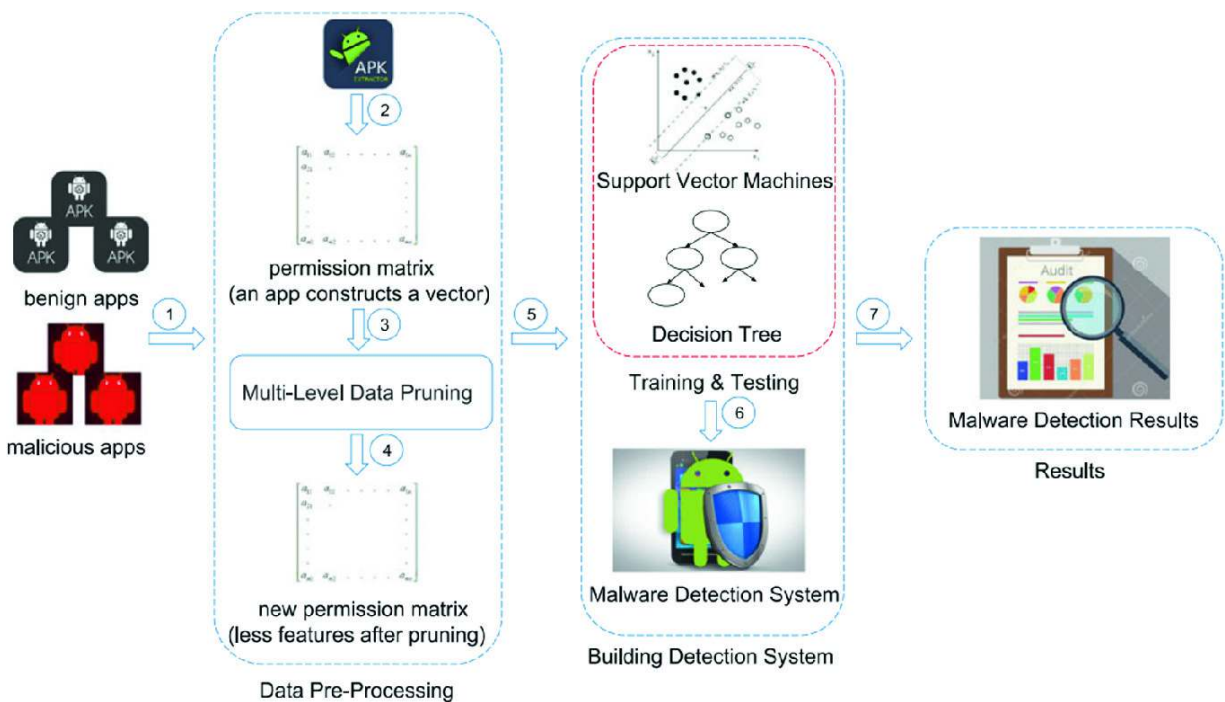 APK
APK
APK
benign apps
malicious apps
1
APK
EXTRACTOR
2
permission matrix
(an app constructs a vector)
3
Multi-Level Data Pruning
4
new permission matrix
(less features after pruning)
Data Pre-Processing
5
Support Vector Machines
Decision Tree
Training & Testing
6
Malware Detection System
Building Detection System
7
Audit
Malware Detection Results
Results